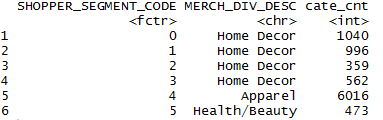 SHOPPER_SEGMENT_CODE MERCH_DIV_DESC cate_cnt
<fctr> <chr> <int>
1 0 Home Decor 1040
2 1 Home Decor 996
3 2 Home Decor 359
4 3 Home Decor 562
5 4 Apparel 6016
6 5 Health/Beauty 473